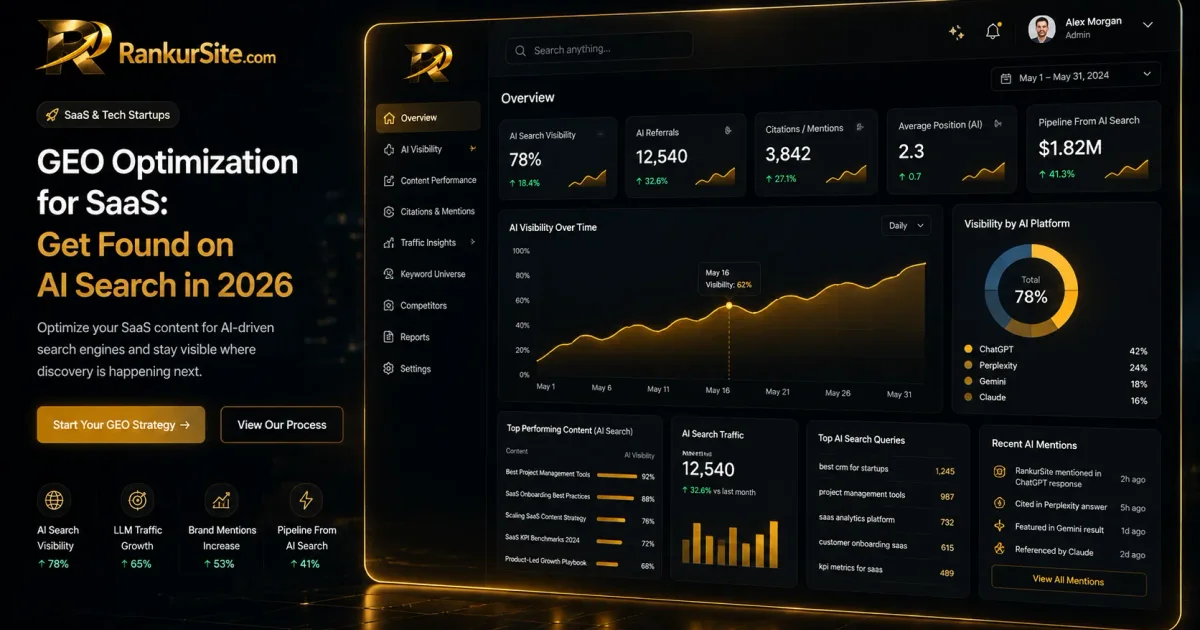 RankurSite.com
SaaS & Tech Startups
GEO Optimization
for SaaS:
Get Found on
AI Search in 2026
Optimize your SaaS content for AI-driven
search engines and stay visible where
discovery is happening next.
Start Your GEO Strategy →
View Our Process
AI Search
Visibility
↑ 78%
LLM Traffic
Growth
↑ 65%
Brand Mentions
Increase
↑ 53%
Pipeline From
AI Search
↑ 41%
Search anything...
Alex Morgan
Admin
Overview
AI Visibility
Content Performance
Citations & Mentions
Traffic Insights
Keyword Universe
Competitors
Reports
Settings
Overview
May 1 – May 31, 2024
AI Search Visibility
78%
↑ 18.4%
AI Referrals
12,540
↑ 32.6%
Citations / Mentions
3,842
↑ 27.1%
Average Position (AI)
2.3
↑ 0.7
Pipeline From AI Search
$1.82M
↑ 41.3%
AI Visibility Over Time
Daily
100%
80%
60%
40%
20%
0%
May 16
Visibility: 62%
May 1
May 6
May 11
May 16
May 21
May 26
May 31
Visibility by AI Platform
Total
78%
ChatGPT 42%
Perplexity 24%
Gemini 18%
Claude 16%
Top Performing Content (AI Search)
Content AI Visibility
Best Project Management Tools 92%
SaaS Onboarding Best Practices 88%
Scaling SaaS Content Strategy 76%
SaaS KPI Benchmarks 2024 72%
Product-Led Growth Playbook 68%
AI Search Traffic
12,540
↑ 32.6% vs last month
Top AI Search Queries
best crm for startups 1,245
project management tools 987
saas analytics platform 732
customer onboarding saas 615
kpi metrics for saas 489
Recent AI Mentions
RankurSite mentioned in
ChatGPT response 2h ago
Cited in Perplexity answer 5h ago
Featured in Gemini result 1d ago
Referenced by Claude 2d ago
View All Mentions